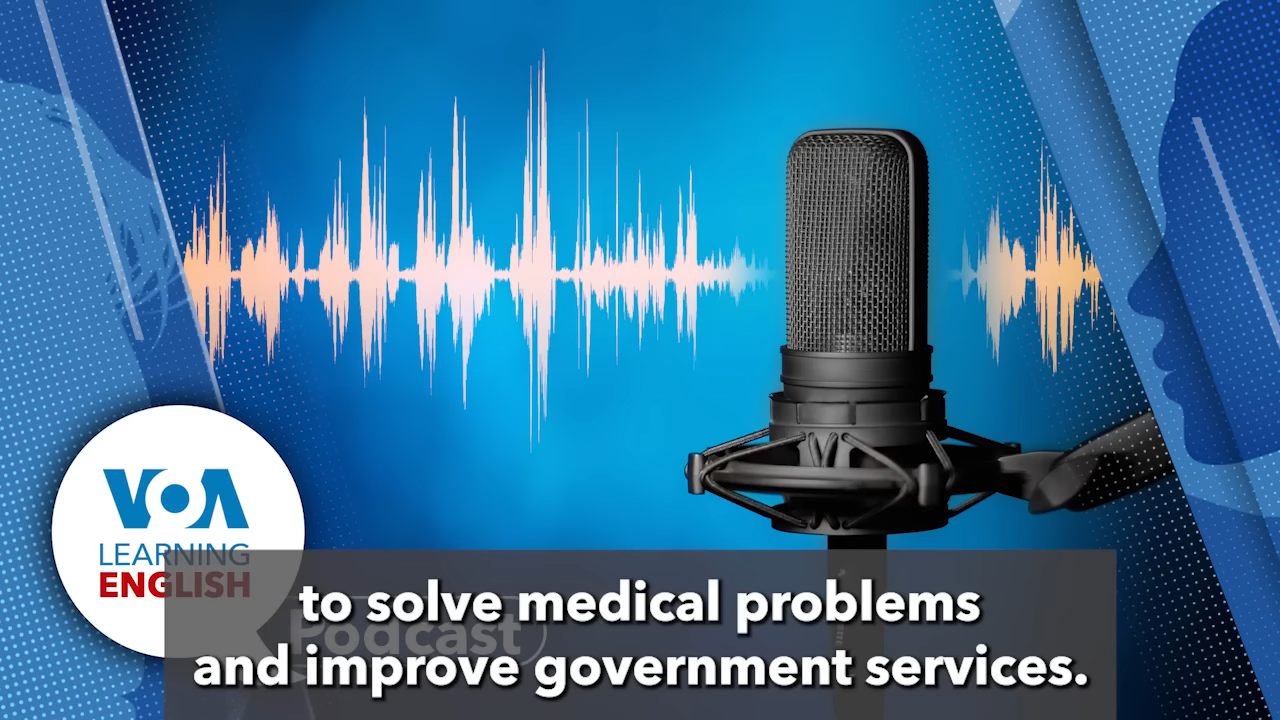 VOA
LEARNING
ENGLISH
Podcast
to solve medical problems
and improve government services.